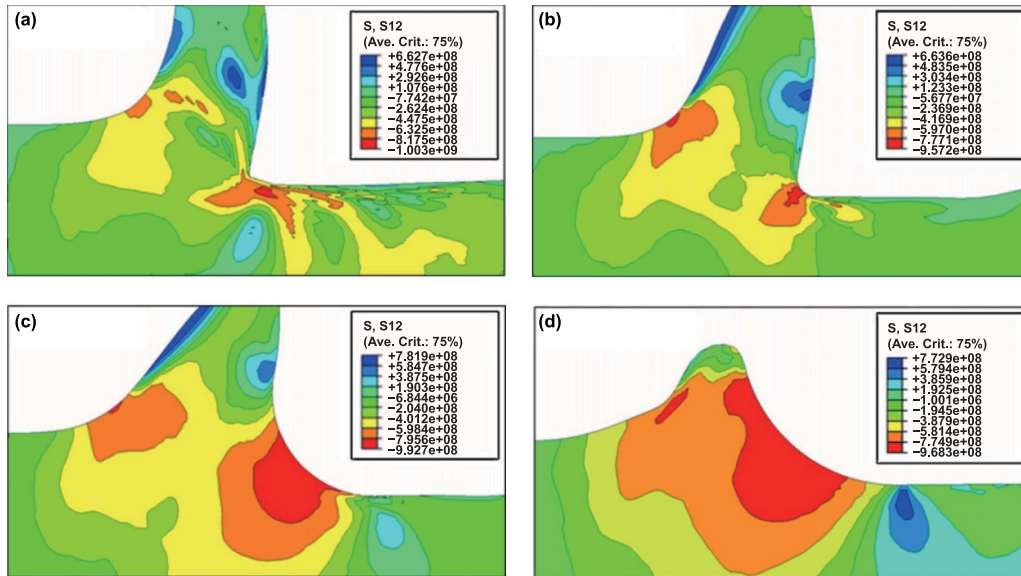 (a)
S, S12
(Ave. Crit.: 75%)
+6.627e+08
+4.776e+08
+2.926e+08
+1.076e+08
−7.742e+07
−2.624e+08
−4.475e+08
−6.325e+08
−8.175e+08
−1.003e+09
(b)
S, S12
(Ave. Crit.: 75%)
+6.636e+08
+4.835e+08
+3.034e+08
+1.233e+08
−5.677e+07
−2.369e+08
−4.169e+08
−5.970e+08
−7.771e+08
−9.572e+08
(c)
S, S12
(Ave. Crit.: 75%)
+7.819e+08
+5.847e+08
+3.875e+08
+1.903e+08
−6.844e+06
−2.040e+08
−4.012e+08
−5.984e+08
−7.956e+08
−9.927e+08
(d)
S, S12
(Ave. Crit.: 75%)
+7.729e+08
+5.794e+08
+3.859e+08
+1.925e+08
−1.001e+06
−1.945e+08
−3.879e+08
−5.814e+08
−7.749e+08
−9.683e+08